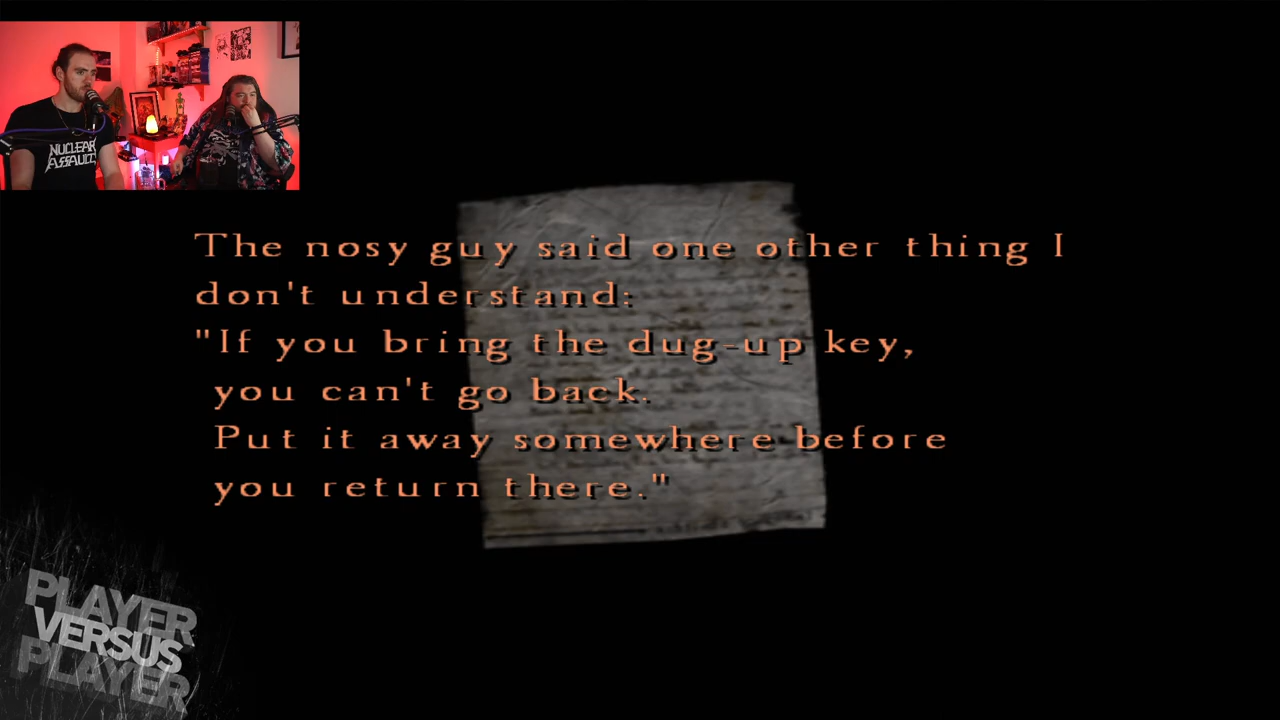 NUCLEAR
ASSAULT
The nosy guy said one other thing I
don't understand:
"If you bring the dug-up key,
you can't go back.
Put it away somewhere before
you return there."
PLAYER
VERSUS
PLAYER